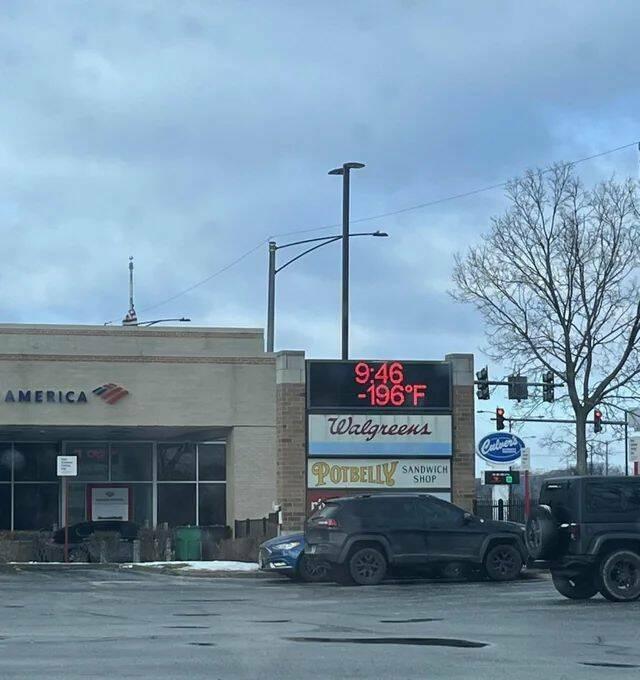 AMERICA
9:46
-196°F
Walgreens
POTBELLY SANDWICH
SHOP
Culver's